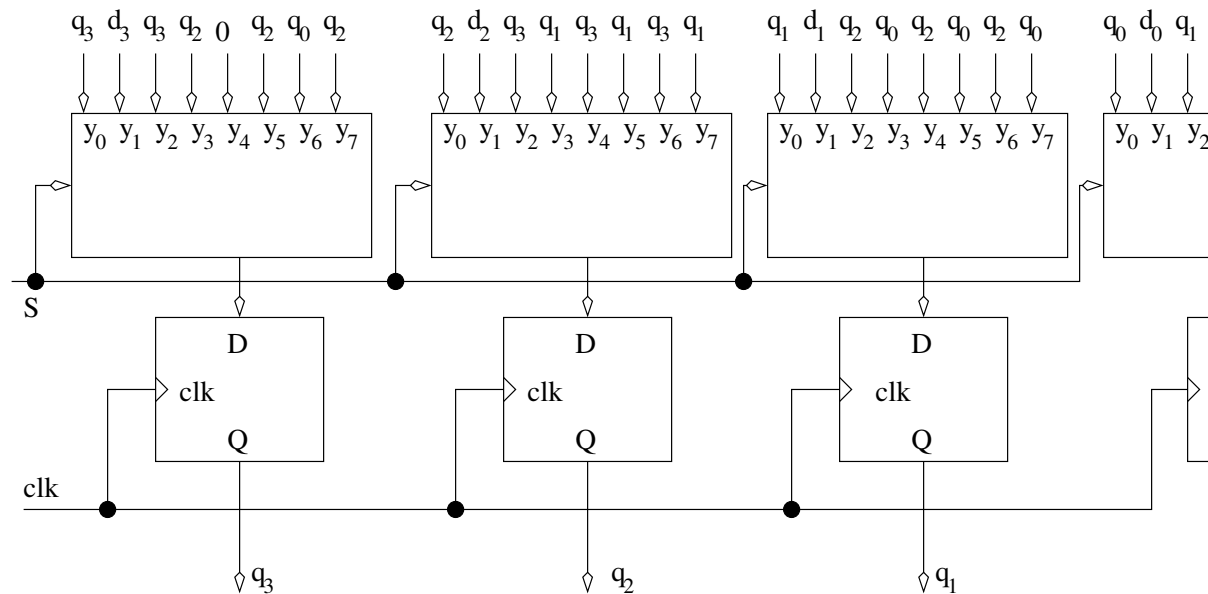 q3 d3 q3 q2 0 q2 q0 q2 q2 d2 q3 q1 q3 q1 q3 q1 q1 d1 q2 q0 q2 q0 q2 q0 q0 d0 q1
y0 y1 y2 y3 y4 y5 y6 y7 y0 y1 y2 y3 y4 y5 y6 y7 y0 y1 y2 y3 y4 y5 y6 y7 y0 y1 y2
S
D D D
clk clk clk
Q Q Q
clk
q3 q2 q1